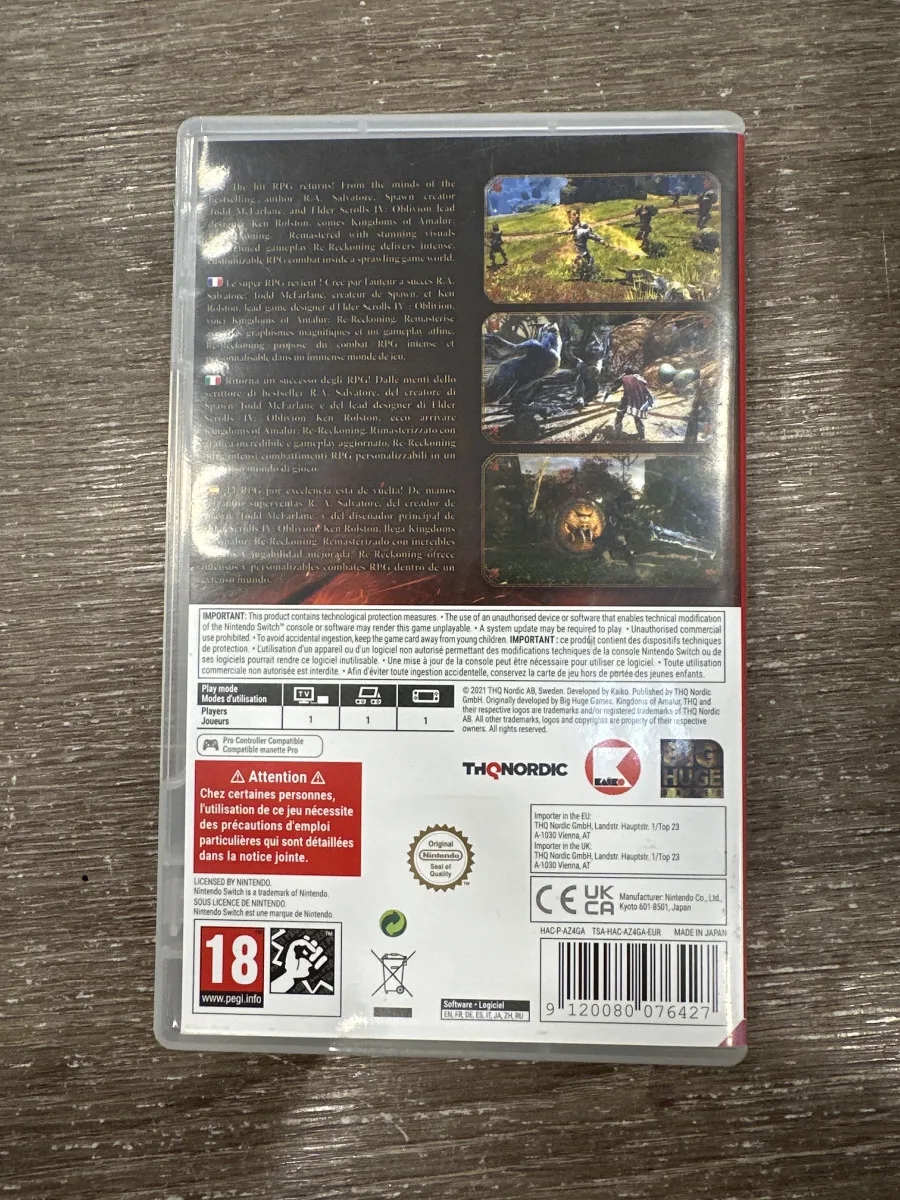 The hit RPG returns! From the minds of the
bestselling author R.A. Salvatore, Spawn creator
Todd McFarlane, and Elder Scrolls IV: Oblivion lead
designer Ken Rolston, comes Kingdoms of Amalur:
Remastered with stunning visuals
gameplay Re-Reckoning delivers intense,
customizable RPG combat inside a sprawling game world.
Le super RPG revient ! Créé par l'auteur à succès R.A.
Salvatore, Todd McFarlane, créateur de Spawn, et Ken
Rolston, lead game designer d'Elder Scrolls IV : Oblivion,
voici Kingdoms of Amalur: Re-Reckoning. Remasterisé
graphismes magnifiques et un gameplay affiné,
Re-Reckoning propose du combat RPG intense et
personnalisable dans un immense monde de jeu.
Ritorna un successo degli RPG! Dalle menti dello
scrittore di bestseller R.A. Salvatore, del creatore di
Spawn Todd McFarlane e del lead designer di Elder
Scrolls IV: Oblivion Ken Rolston, ecco arrivare
Kingdoms of Amalur: Re-Reckoning. Rimasterizzato con
grafica incredibile e gameplay aggiornato, Re-Reckoning
intensi combattimenti RPG personalizzabili in un
mondo di gioco.
¡El RPG por excelencia está de vuelta! De manos
superventas R. A. Salvatore, del creador de
Todd McFarlane, y del diseñador principal de
Scrolls IV: Oblivion, Ken Rolston, llega Kingdoms
Re-Reckoning. Remasterizado con increíbles
jugabilidad mejorada, Re-Reckoning ofrece
intensos y personalizables combates RPG dentro de un
extenso mundo.
IMPORTANT: This product contains technological protection measures. • The use of an unauthorised device or software that enables technical modification
of the Nintendo Switch™ console or software may render this game unplayable. • A system update may be required to play. • Unauthorised commercial
use prohibited. • To avoid accidental ingestion, keep the game card away from young children. IMPORTANT : ce produit contient des dispositifs techniques
de protection. • L'utilisation d'un appareil ou d'un logiciel non autorisé permettant des modifications techniques de la console Nintendo Switch ou de
ses logiciels pourrait rendre ce logiciel inutilisable. • Une mise à jour de la console peut être nécessaire pour utiliser ce logiciel. • Toute utilisation
commerciale non autorisée est interdite. • Afin d'éviter toute ingestion accidentelle, conservez la carte de jeu hors de portée des jeunes enfants.
Play mode
Modes d'utilisation
TV
Players
Joueurs
1 1 1
© 2021 THQ Nordic AB, Sweden. Developed by Kaiko. Published by THQ Nordic
GmbH. Originally developed by Big Huge Games. Kingdoms of Amalur, THQ and
their respective logos are trademarks and/or registered trademarks of THQ Nordic
AB. All other trademarks, logos and copyrights are property of their respective
owners. All rights reserved.
Pro Controller Compatible
Compatible manette Pro
THQNORDIC
KAIKO
BIG
HUGE
Attention
Chez certaines personnes,
l'utilisation de ce jeu nécessite
des précautions d'emploi
particulières qui sont détaillées
dans la notice jointe.
Original
Nintendo
Seal of
Quality
TM
Importer in the EU:
THQ Nordic GmbH, Landstr. Hauptstr. 1/Top 23
A-1030 Vienna, AT
Importer in the UK:
THQ Nordic GmbH, Landstr. Hauptstr. 1/Top 23
A-1030 Vienna, AT
LICENSED BY NINTENDO.
Nintendo Switch is a trademark of Nintendo.
SOUS LICENCE DE NINTENDO.
Nintendo Switch est une marque de Nintendo.
CE UK CA
Manufacturer: Nintendo Co., Ltd.,
Kyoto 601-8501, Japan
HAC-P-AZ4GA TSA-HAC-AZ4GA-EUR MADE IN JAPAN
18
www.pegi.info
TM
Software • Logiciel
EN, FR, DE, ES, IT, JA, ZH, RU
9 120080 076427